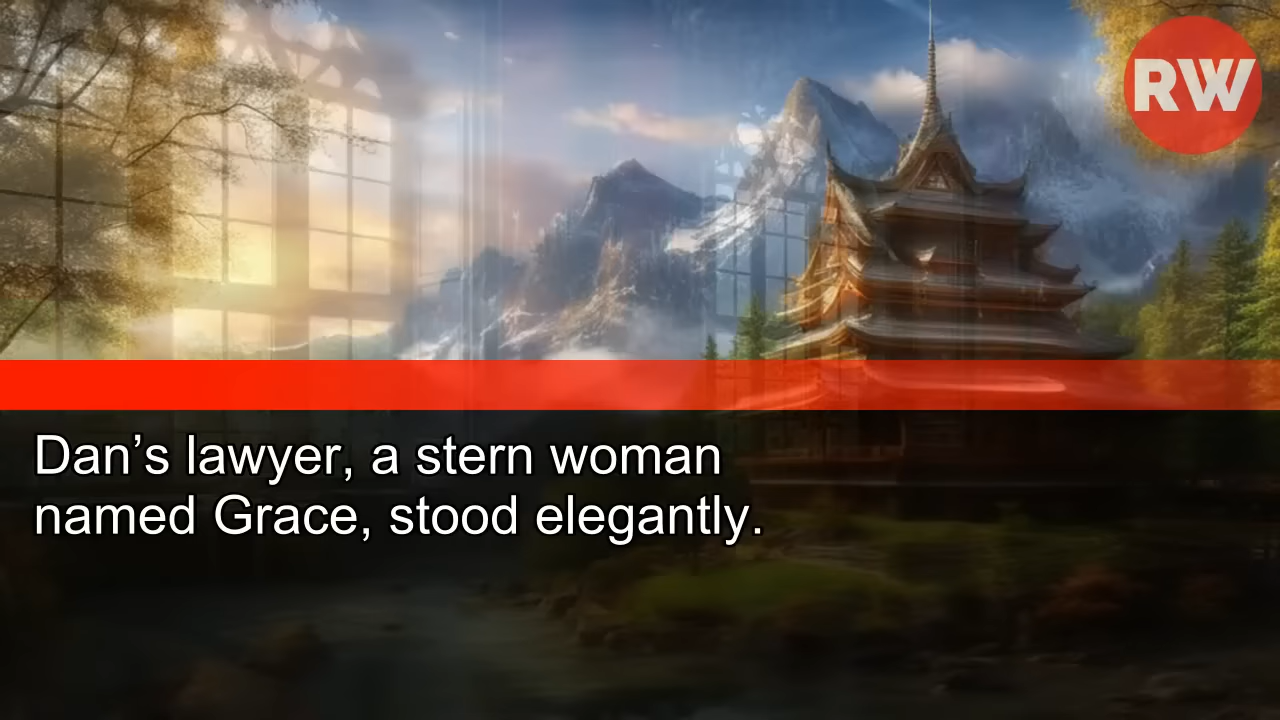 RW
Dan’s lawyer, a stern woman
named Grace, stood elegantly.